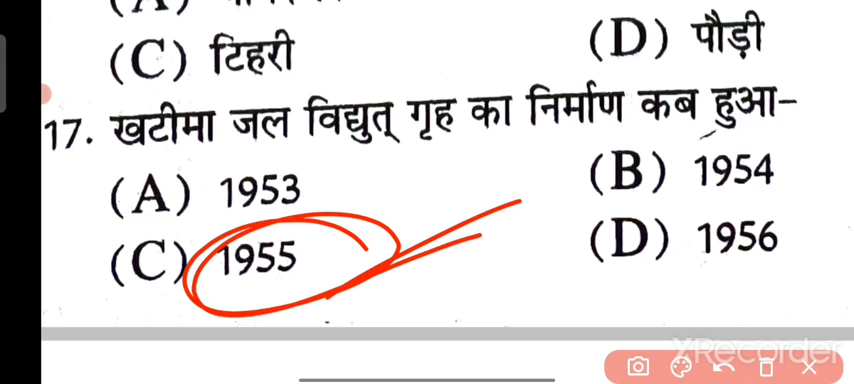 (C) टिहरी (D) पौड़ी
17. खटीमा जल विद्युत् गृह का निर्माण कब हुआ-
(A) 1953 (B) 1954
(C) 1955 (D) 1956
XRecorder